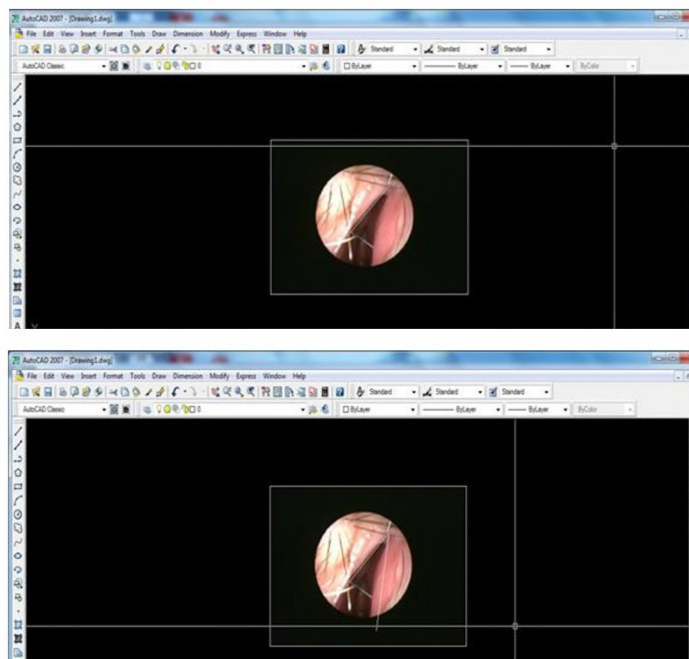 AutoCAD 2007 - [Drawing1.dwg]
File Edit View Insert Format Tools Draw Dimension Modify Express Window Help
Standard Standard Standard
AutoCAD Classic 0 ByLayer ByLayer ByLayer ByColor
A
AutoCAD 2007 - [Drawing1.dwg]
File Edit View Insert Format Tools Draw Dimension Modify Express Window Help
Standard Standard Standard
AutoCAD Classic 0 ByLayer ByLayer ByLayer ByColor